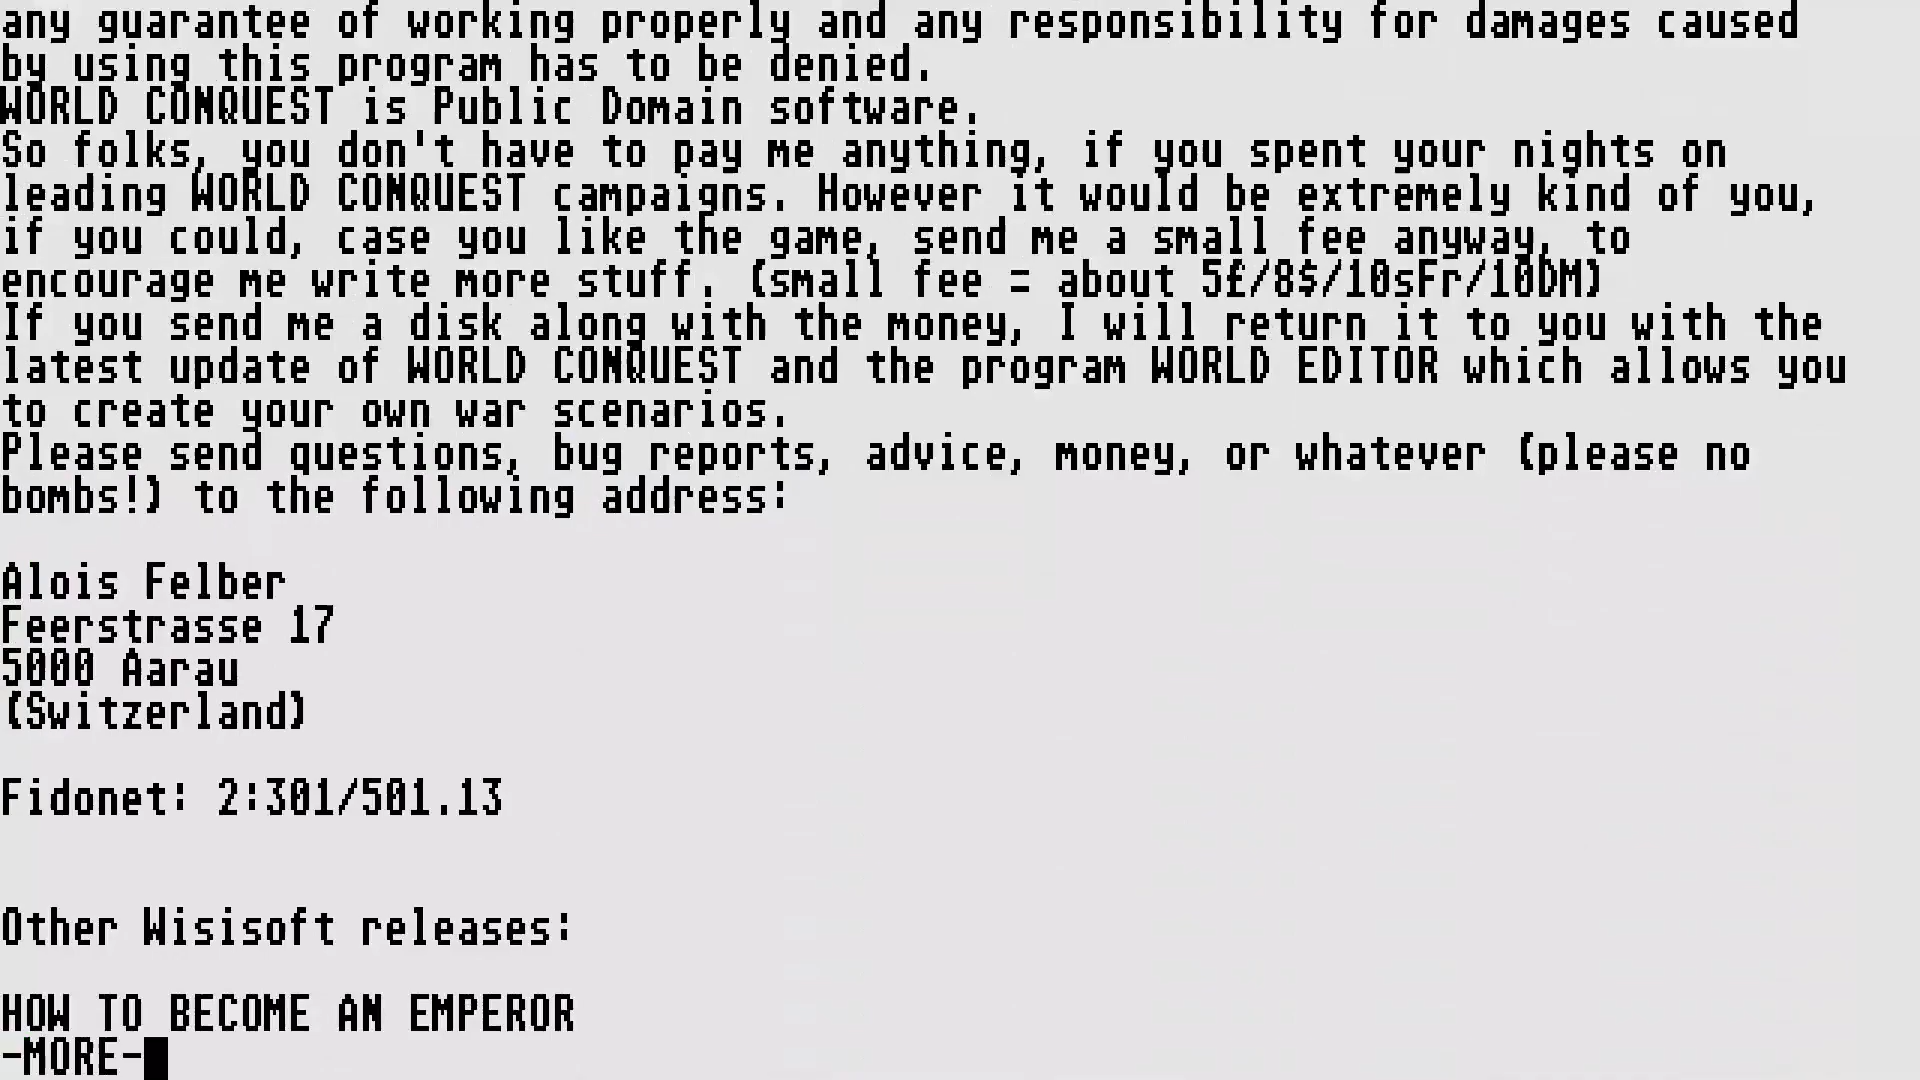 any guarantee of working properly and any responsibility for damages caused
by using this program has to be denied.
WORLD CONQUEST is Public Domain software.
So folks, you don't have to pay me anything, if you spent your nights on
leading WORLD CONQUEST campaigns. However it would be extremely kind of you,
if you could, case you like the game, send me a small fee anyway, to
encourage me write more stuff. (small fee = about 5£/8$/10sFr/10DM)
If you send me a disk along with the money, I will return it to you with the
latest update of WORLD CONQUEST and the program WORLD EDITOR which allows you
to create your own war scenarios.
Please send questions, bug reports, advice, money, or whatever (please no
bombs!) to the following address:
Alois Felber
Feerstrasse 17
5000 Aarau
(Switzerland)
Fidonet: 2:301/501.13
Other Wisisoft releases:
HOW TO BECOME AN EMPEROR
-MORE-